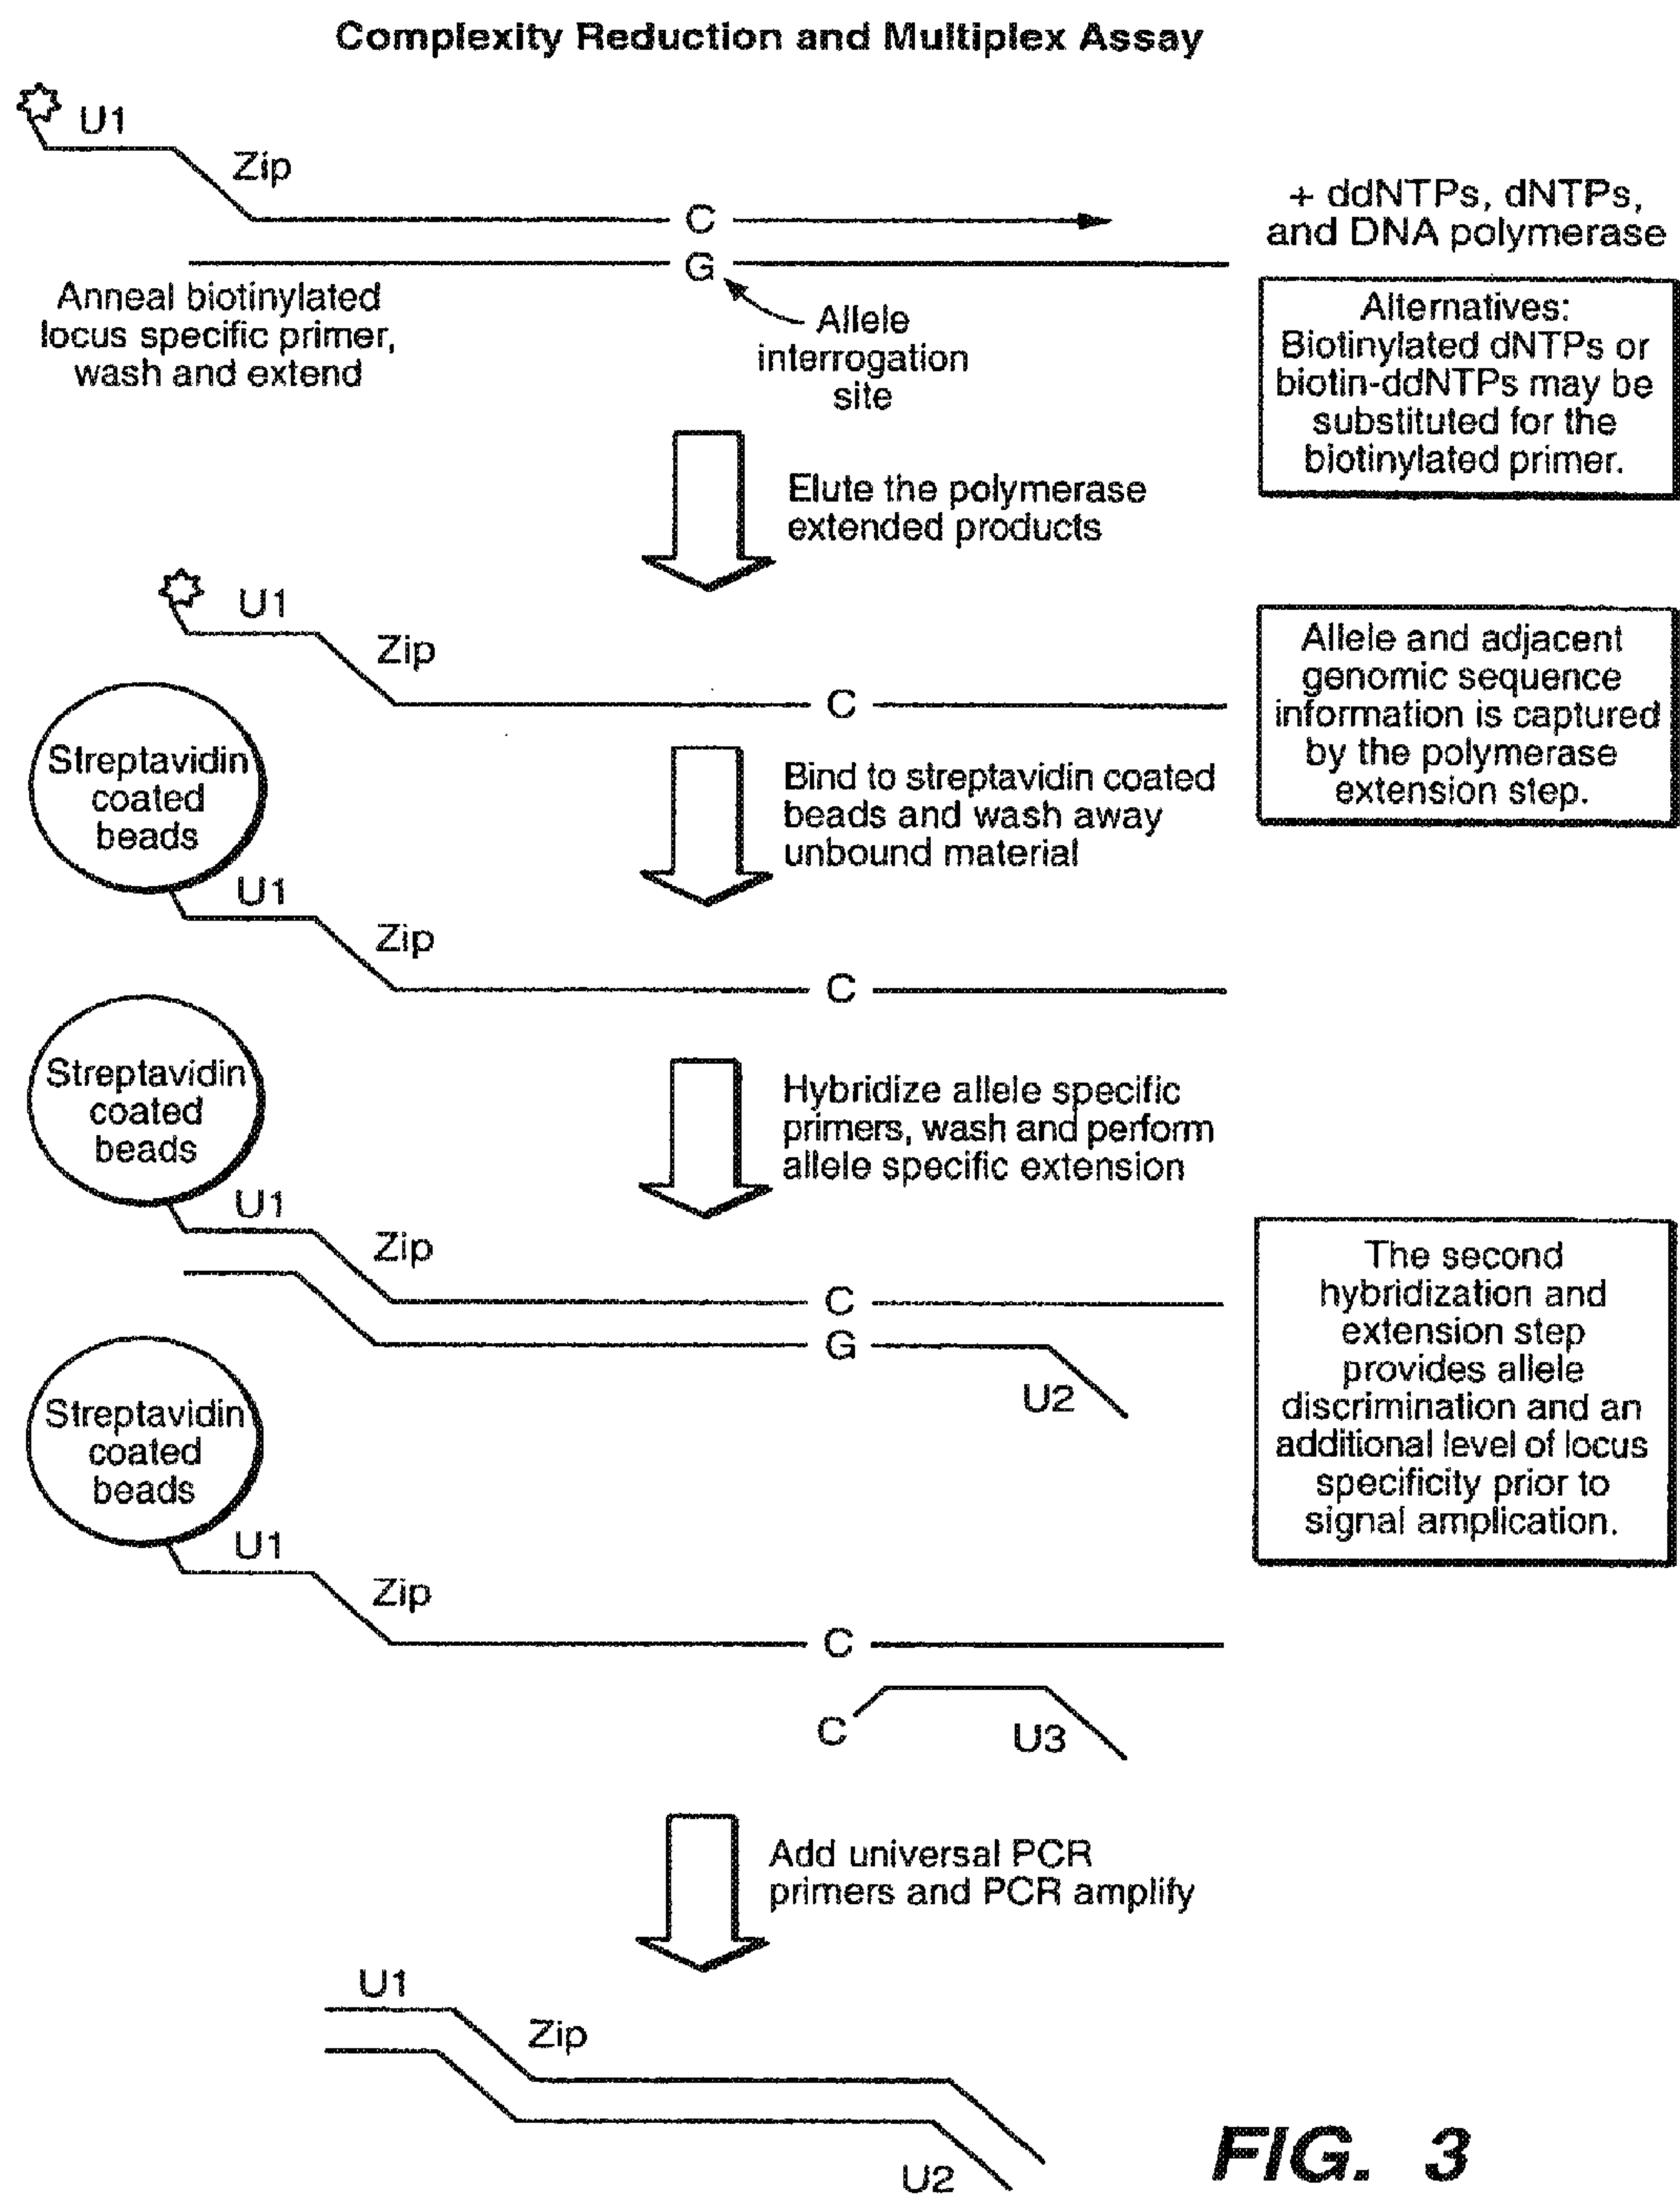 Complexity Reduction and Multiplex Assay
U1
Zip
C
G
+ ddNTPs, dNTPs,
and DNA polymerase
Anneal biotinylated
locus specific primer,
wash and extend
Allele
interrogation
site
Alternatives:
Biotinylated dNTPs or
biotin-ddNTPs may be
substituted for the
biotinylated primer.
Elute the polymerase
extended products
U1
Zip
C
Allele and adjacent
genomic sequence
information is captured
by the polymerase
extension step.
Streptavidin
coated
beads
Bind to streptavidin coated
beads and wash away
unbound material
U1
Zip
C
Streptavidin
coated
beads
Hybridize allele specific
primers, wash and perform
allele specific extension
U1
Zip
C
G
U2
The second
hybridization and
extension step
provides allele
discrimination and an
additional level of locus
specificity prior to
signal amplication.
Streptavidin
coated
beads
U1
Zip
C
C
U3
Add universal PCR
primers and PCR amplify
U1
Zip
U2
FIG. 3